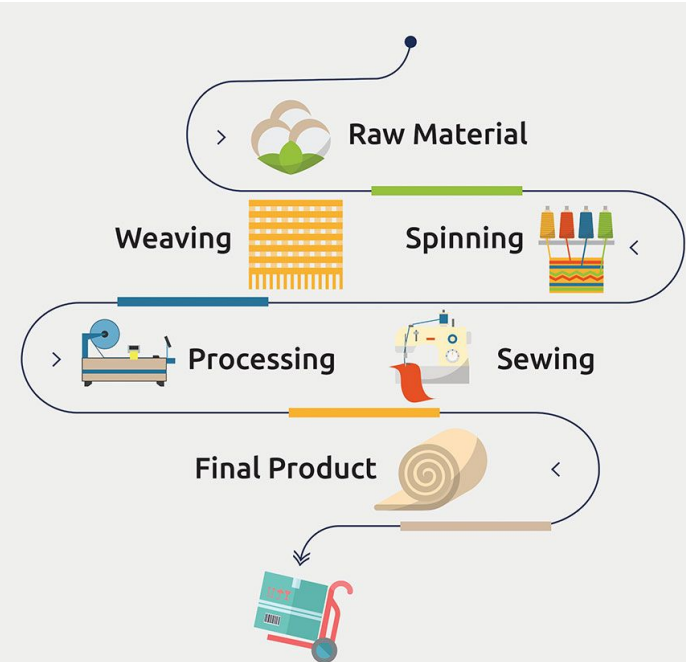 Raw Material
Weaving
Spinning
Processing
Sewing
Final Product